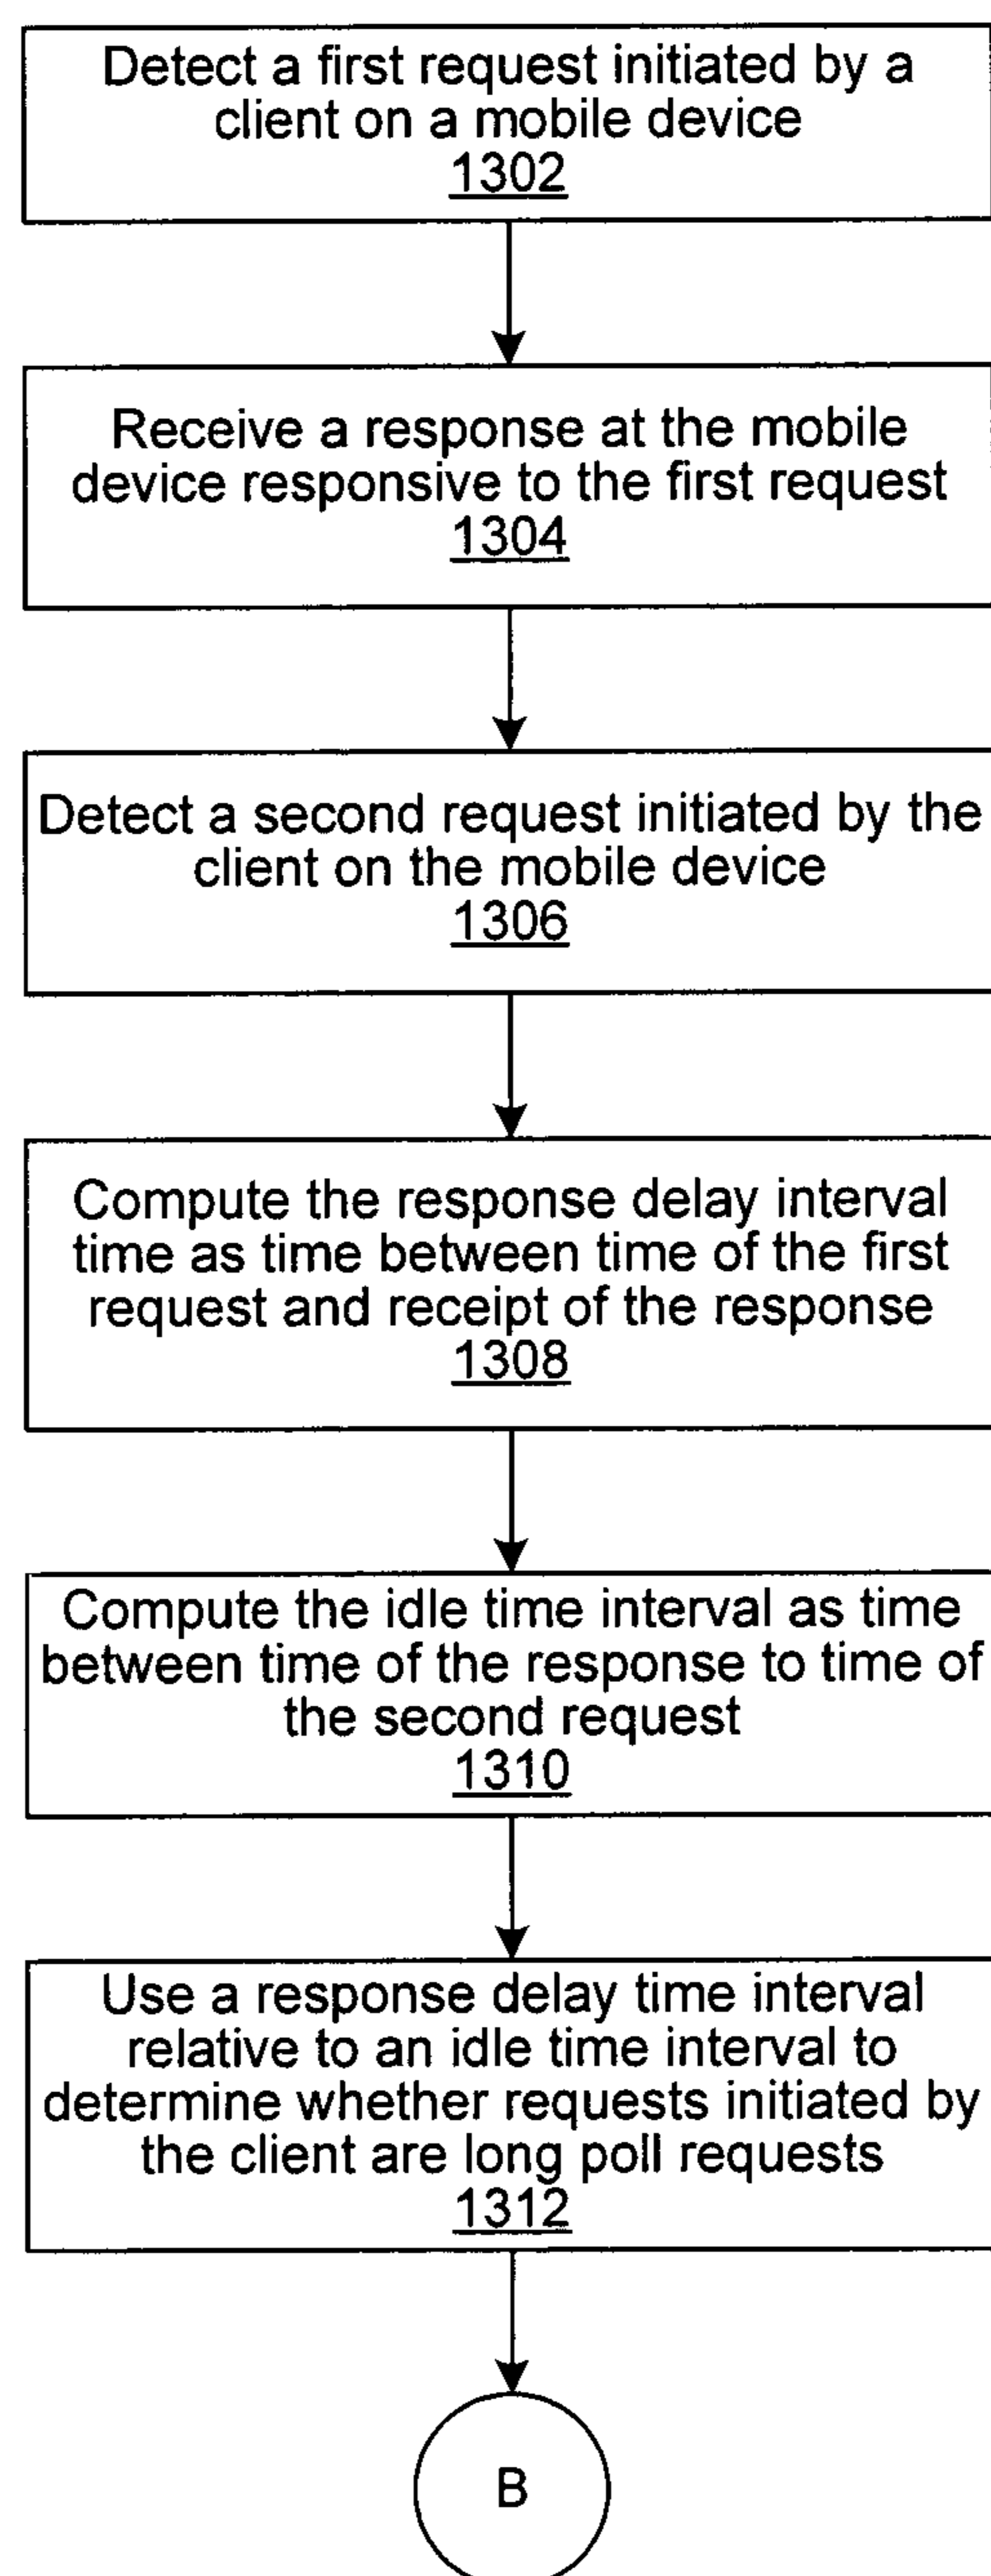 Detect a first request initiated by a
client on a mobile device
1302
Receive a response at the mobile
device responsive to the first request
1304
Detect a second request initiated by the
client on the mobile device
1306
Compute the response delay interval
time as time between time of the first
request and receipt of the response
1308
Compute the idle time interval as time
between time of the response to time of
the second request
1310
Use a response delay time interval
relative to an idle time interval to
determine whether requests initiated by
the client are long poll requests
1312
B